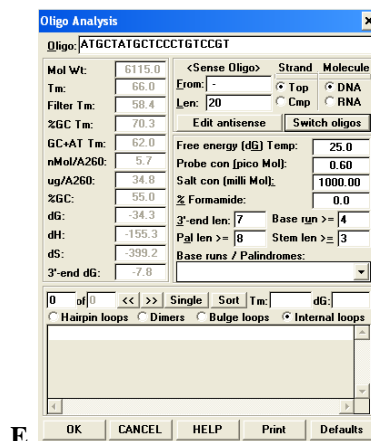 Oligo Analysis
Oligo: ATGCTATGCTCCCTGTCCGT
Mol Wt: 6115.0
Tm: 66.0
Filter Tm: 58.4
%GC Tm: 70.3
GC+AT Tm: 62.0
nMol/A260: 5.7
ug/A260: 34.8
%GC: 55.0
dG: -34.3
dH: -155.3
dS: -399.2
3'-end dG: -7.8
<Sense Oligo> Strand Molecule
From: - Top DNA
Len: 20 Cmp RNA
Edit antisense Switch oligos
Free energy (dG) Temp: 25.0
Probe con (pico Mol): 0.60
Salt con (milli Mol): 1000.00
% Formamide: 0.0
3'-end len: 7 Base run >= 4
Pal len >= 8 Stem len >= 3
Base runs / Palindromes:
0 of 0 << >> Single Sort Tm: dG:
Hairpin loops Dimers Bulge loops Internal loops
OK CANCEL HELP Print Defaults
E